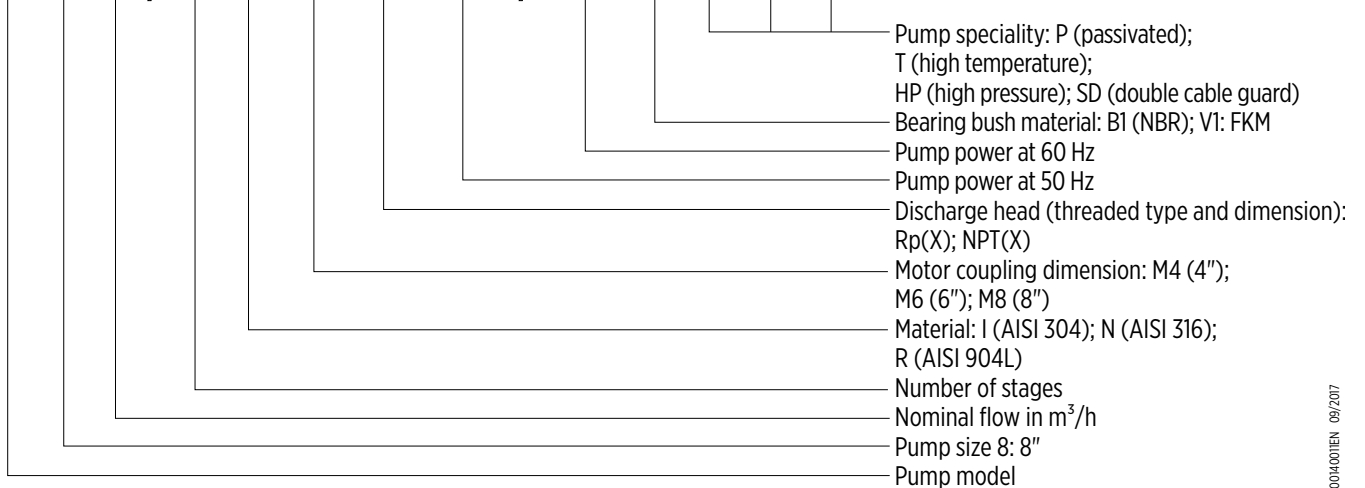 Pump speciality: P (passivated);
T (high temperature);
HP (high pressure); SD (double cable guard)
Bearing bush material: B1 (NBR); V1: FKM
Pump power at 60 Hz
Pump power at 50 Hz
Discharge head (threaded type and dimension):
Rp(X); NPT(X)
Motor coupling dimension: M4 (4″);
M6 (6″); M8 (8″)
Material: I (AISI 304); N (AISI 316);
R (AISI 904L)
Number of stages
Nominal flow in m³/h
Pump size 8: 8″
Pump model
00140011EN 09/2017